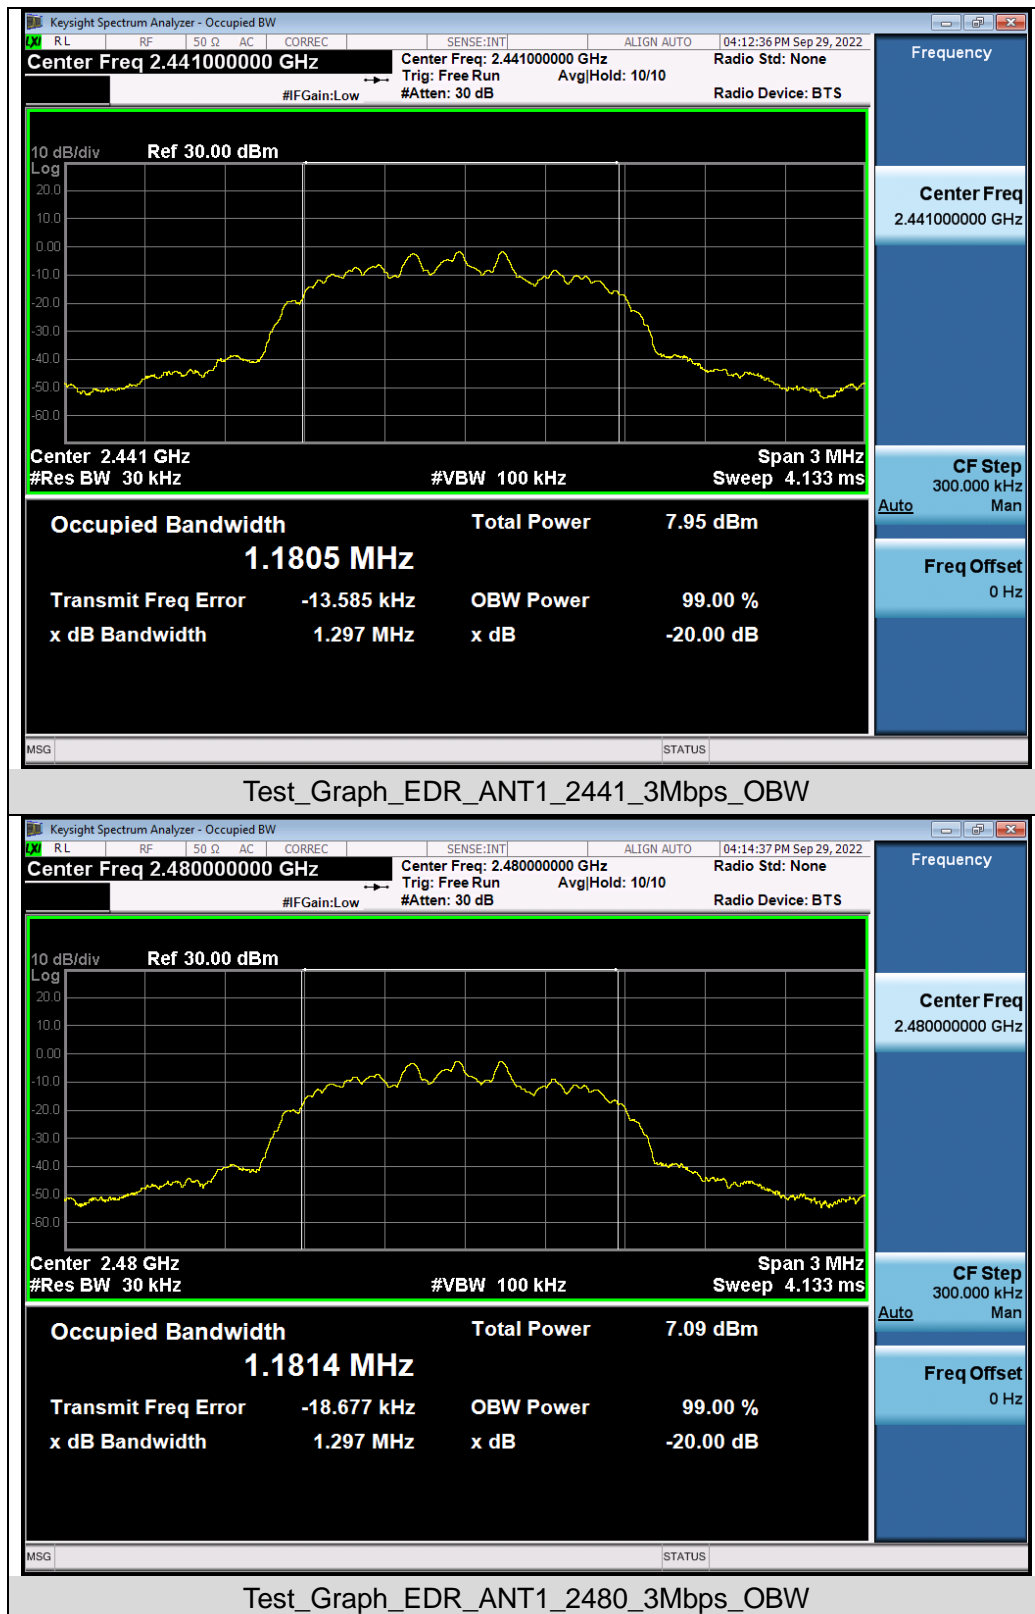 Keysight Spectrum Analyzer - Occupied BW
LXI RL RF 50 Ω AC CORREC SENSE:INT ALIGN AUTO 04:12:36 PM Sep 29, 2022
Center Freq 2.441000000 GHz
Center Freq: 2.441000000 GHz Radio Std: None
Trig: Free Run Avg|Hold: 10/10
#IFGain:Low #Atten: 30 dB Radio Device: BTS
Frequency
10 dB/div Ref 30.00 dBm
Log
20.0
10.0
0.00
-10.0
-20.0
-30.0
-40.0
-50.0
-60.0
Center 2.441 GHz Span 3 MHz
#Res BW 30 kHz #VBW 100 kHz Sweep 4.133 ms
Center Freq
2.441000000 GHz
CF Step
300.000 kHz
Auto Man
Freq Offset
0 Hz
Occupied Bandwidth Total Power 7.95 dBm
1.1805 MHz
Transmit Freq Error -13.585 kHz OBW Power 99.00 %
x dB Bandwidth 1.297 MHz x dB -20.00 dB
MSG STATUS
Test_Graph_EDR_ANT1_2441_3Mbps_OBW
Keysight Spectrum Analyzer - Occupied BW
LXI RL RF 50 Ω AC CORREC SENSE:INT ALIGN AUTO 04:14:37 PM Sep 29, 2022
Center Freq 2.480000000 GHz
Center Freq: 2.480000000 GHz Radio Std: None
Trig: Free Run Avg|Hold: 10/10
#IFGain:Low #Atten: 30 dB Radio Device: BTS
Frequency
10 dB/div Ref 30.00 dBm
Log
20.0
10.0
0.00
-10.0
-20.0
-30.0
-40.0
-50.0
-60.0
Center 2.48 GHz Span 3 MHz
#Res BW 30 kHz #VBW 100 kHz Sweep 4.133 ms
Center Freq
2.480000000 GHz
CF Step
300.000 kHz
Auto Man
Freq Offset
0 Hz
Occupied Bandwidth Total Power 7.09 dBm
1.1814 MHz
Transmit Freq Error -18.677 kHz OBW Power 99.00 %
x dB Bandwidth 1.297 MHz x dB -20.00 dB
MSG STATUS
Test_Graph_EDR_ANT1_2480_3Mbps_OBW